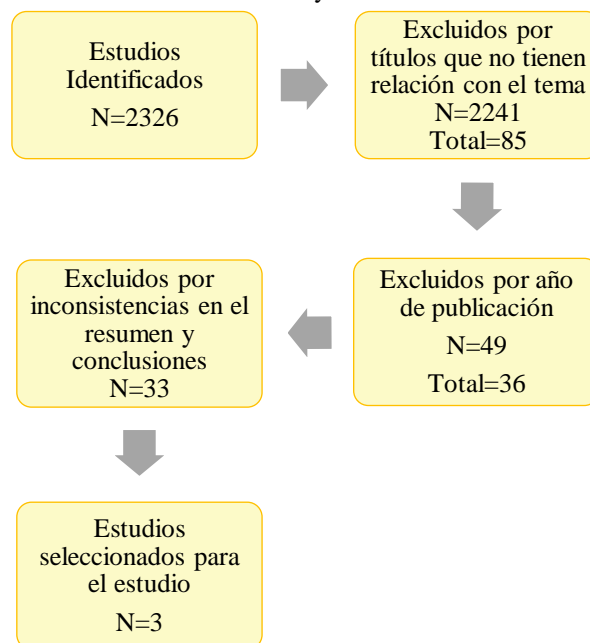 Estudios
Identificados
N=2326
Excluidos por
títulos que no tienen
relación con el tema
N=2241
Total=85
Excluidos por año
de publicación
N=49
Total=36
Excluidos por
inconsistencias en el
resumen y
conclusiones
N=33
Estudios
seleccionados para
el estudio
N=3